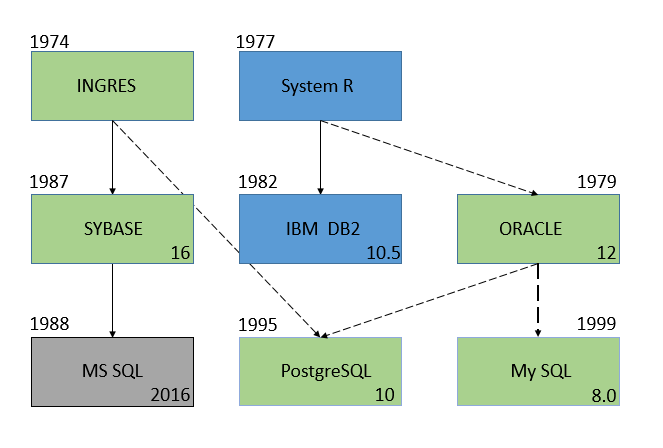 1974
1977
INGRES
System R
1987
1982
1979
SYBASE
16
IBM DB2
10.5
ORACLE
12
1988
1995
1999
MS SQL
2016
PostgreSQL
10
My SQL
8.0